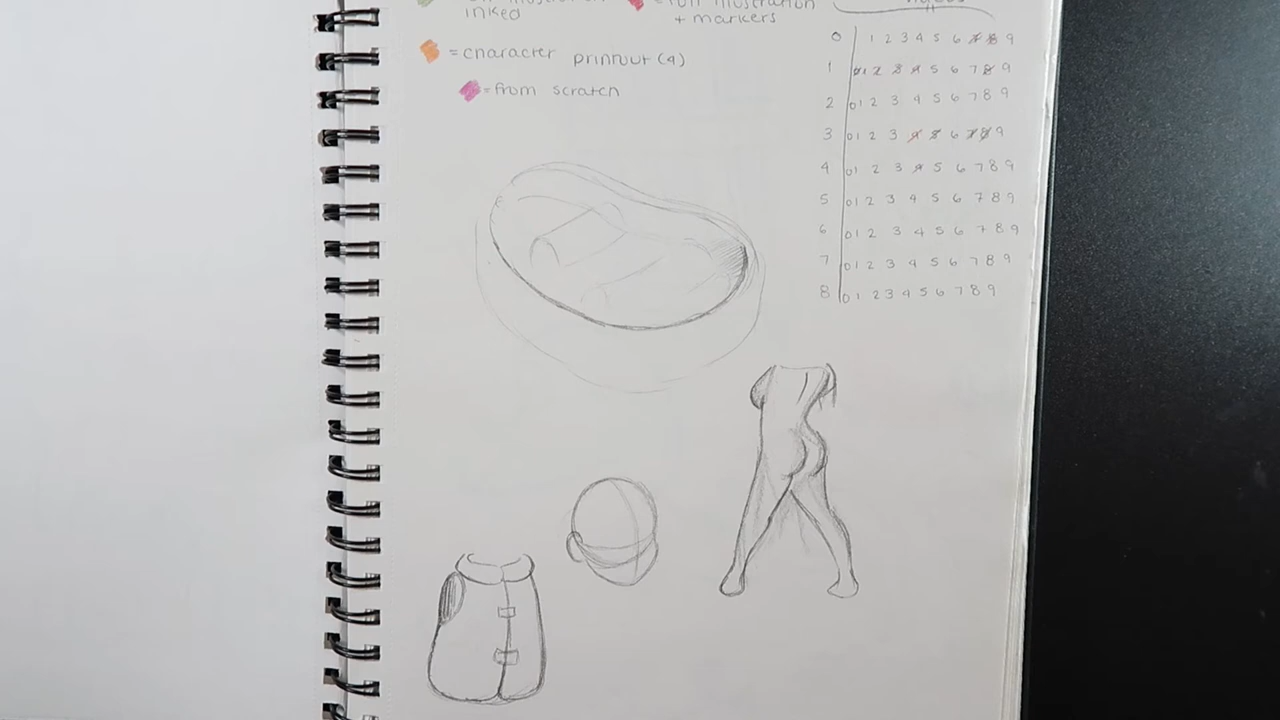 inked
+ markers
= character printout (4)
= from scratch
0 1 2 3 4 5 6 7 8 9
1 0 1 2 3 4 5 6 7 8 9
2 0 1 2 3 4 5 6 7 8 9
3 0 1 2 3 4 5 6 7 8 9
4 0 1 2 3 4 5 6 7 8 9
5 0 1 2 3 4 5 6 7 8 9
6 0 1 2 3 4 5 6 7 8 9
7 0 1 2 3 4 5 6 7 8 9
8 0 1 2 3 4 5 6 7 8 9